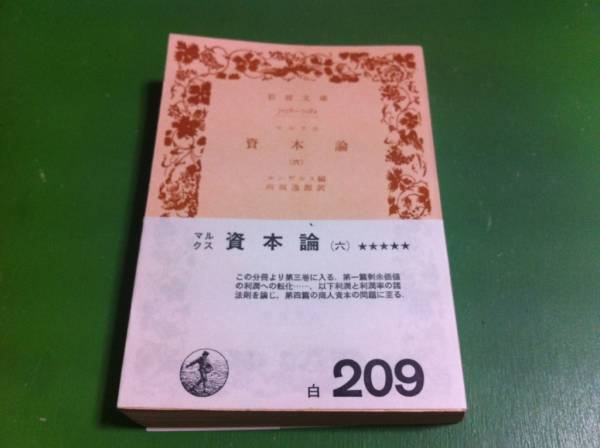 岩波文庫
マルクス
資本論
(六)
エンゲルス編
向坂逸郎訳
マルクス 資本論 (六) ★★★★★
この分冊より第三巻に入る. 第一篇剰余価値
の利潤への転化……, 以下利潤と利潤率の諸
法則を論じ, 第四篇の商人資本の問題に至る.
白 209